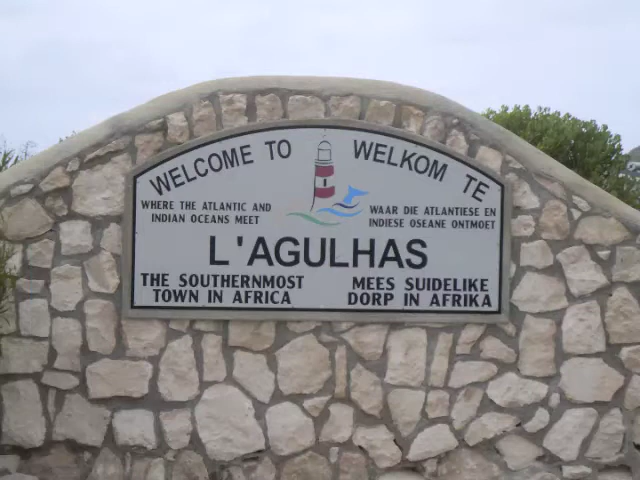 WELCOME TO
WHERE THE ATLANTIC AND
INDIAN OCEANS MEET
WELKOM TE
WAAR DIE ATLANTIESE EN
INDIESE OSEANE ONTMOET
L'AGULHAS
THE SOUTHERNMOST
TOWN IN AFRICA
MEES SUIDELIKE
DORP IN AFRIKA